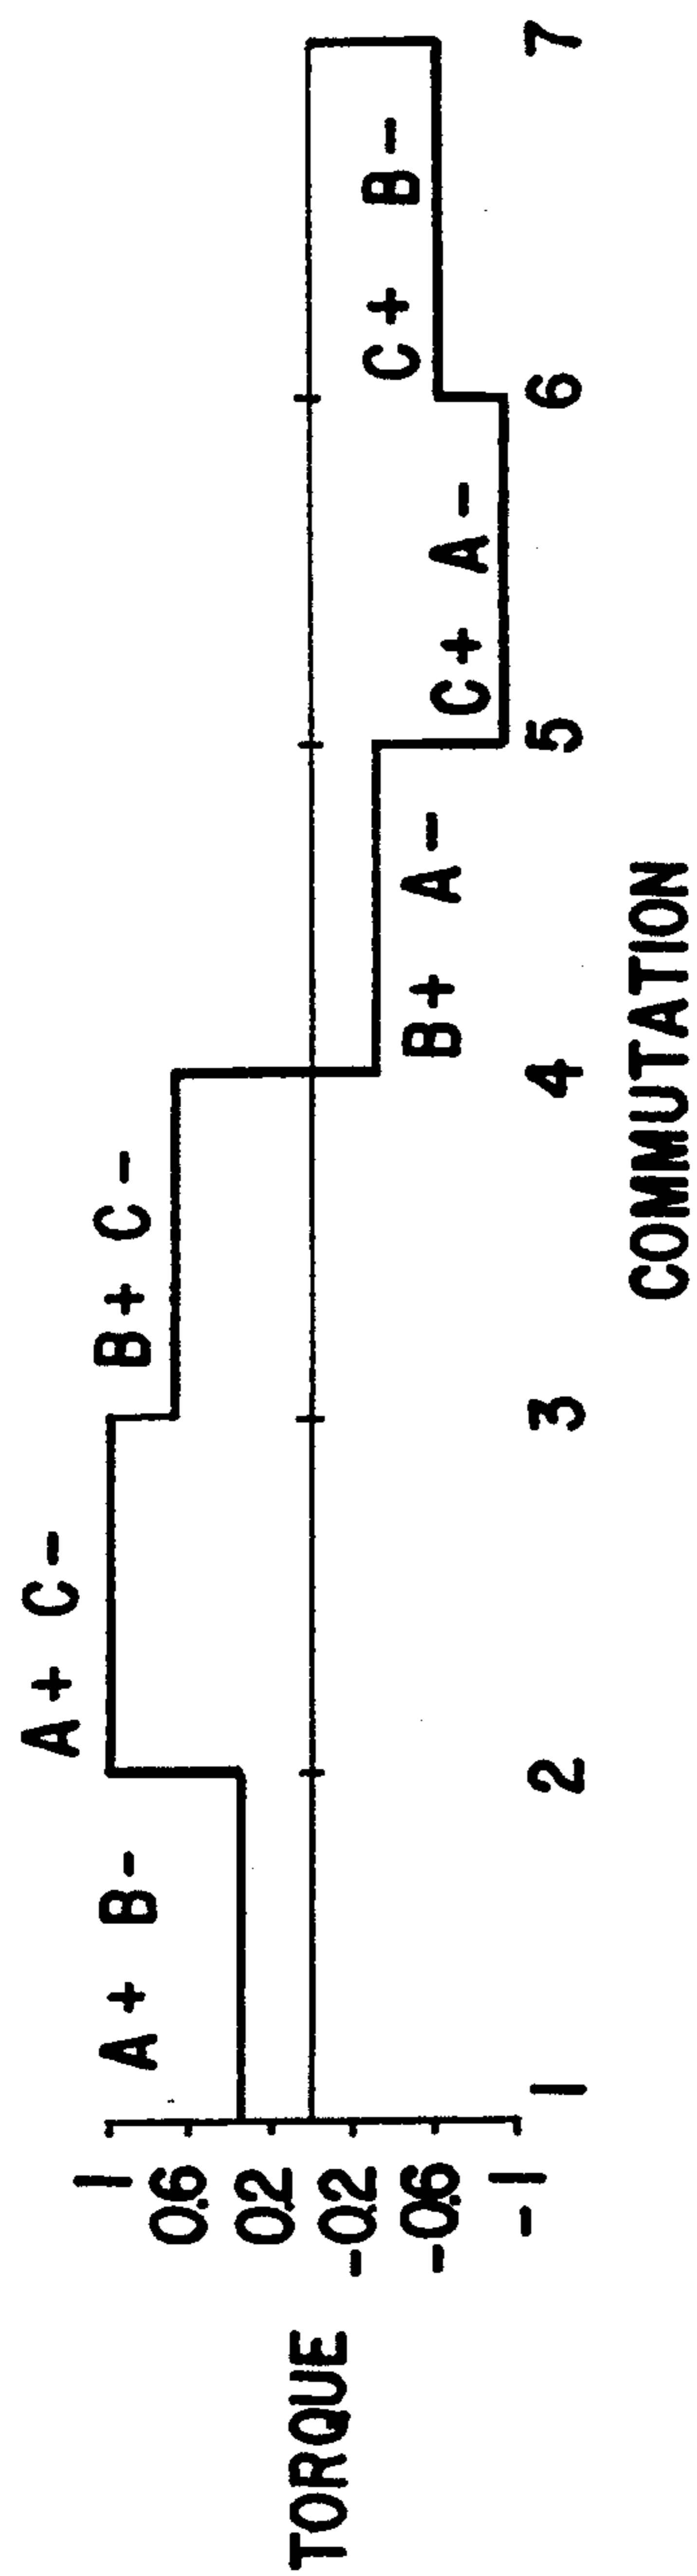 A+ B-
A+ C-
B+ C-
B+ A-
C+ A-
C+ B-
1
0.6
0.2
-0.2
-0.6
-1
TORQUE
1 2 3 4 5 6 7
COMMUTATION